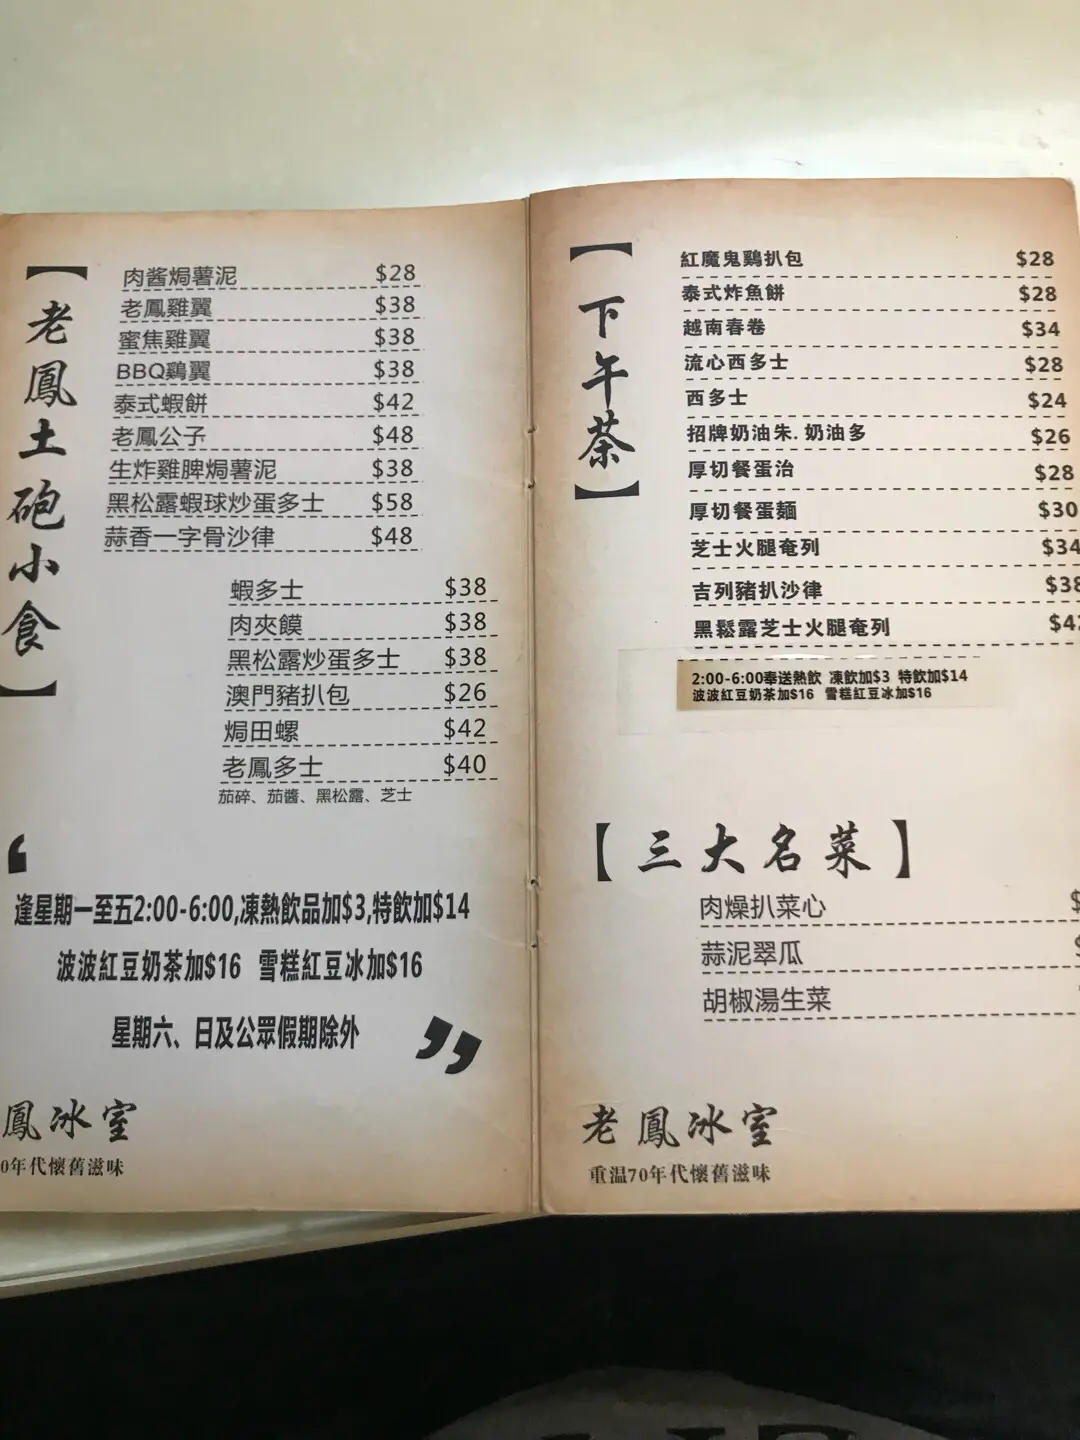 老鳳土砲小食
肉酱焗薯泥 $28
老鳳雞翼 $38
蜜焦雞翼 $38
BBQ鷄翼 $38
泰式蝦餅 $42
老鳳公子 $48
生炸雞脾焗薯泥 $38
黑松露蝦球炒蛋多士 $58
蒜香一字骨沙律 $48
蝦多士 $38
肉夾饃 $38
黑松露炒蛋多士 $38
澳門豬扒包 $26
焗田螺 $42
老鳳多士 $40
茄碎、茄醬、黑松露、芝士
逢星期一至五2:00-6:00,凍熱飲品加$3,特飲加$14
波波紅豆奶茶加$16 雪糕紅豆冰加$16
星期六、日及公眾假期除外
鳳冰室
0年代懷舊滋味
下午茶
紅魔鬼鷄扒包 $28
泰式炸魚餅 $28
越南春卷 $34
流心西多士 $28
西多士 $24
招牌奶油朱.奶油多 $26
厚切餐蛋治 $28
厚切餐蛋麵 $30
芝士火腿奄列 $34
吉列豬扒沙律 $38
黑鬆露芝士火腿奄列 $42
2:00-6:00奉送熱飲 凍飲加$3 特飲加$14
波波紅豆奶茶加$16 雪糕紅豆冰加$16
三大名菜
肉燥扒菜心
蒜泥翠瓜
胡椒湯生菜
老鳳冰室
重温70年代懷舊滋味